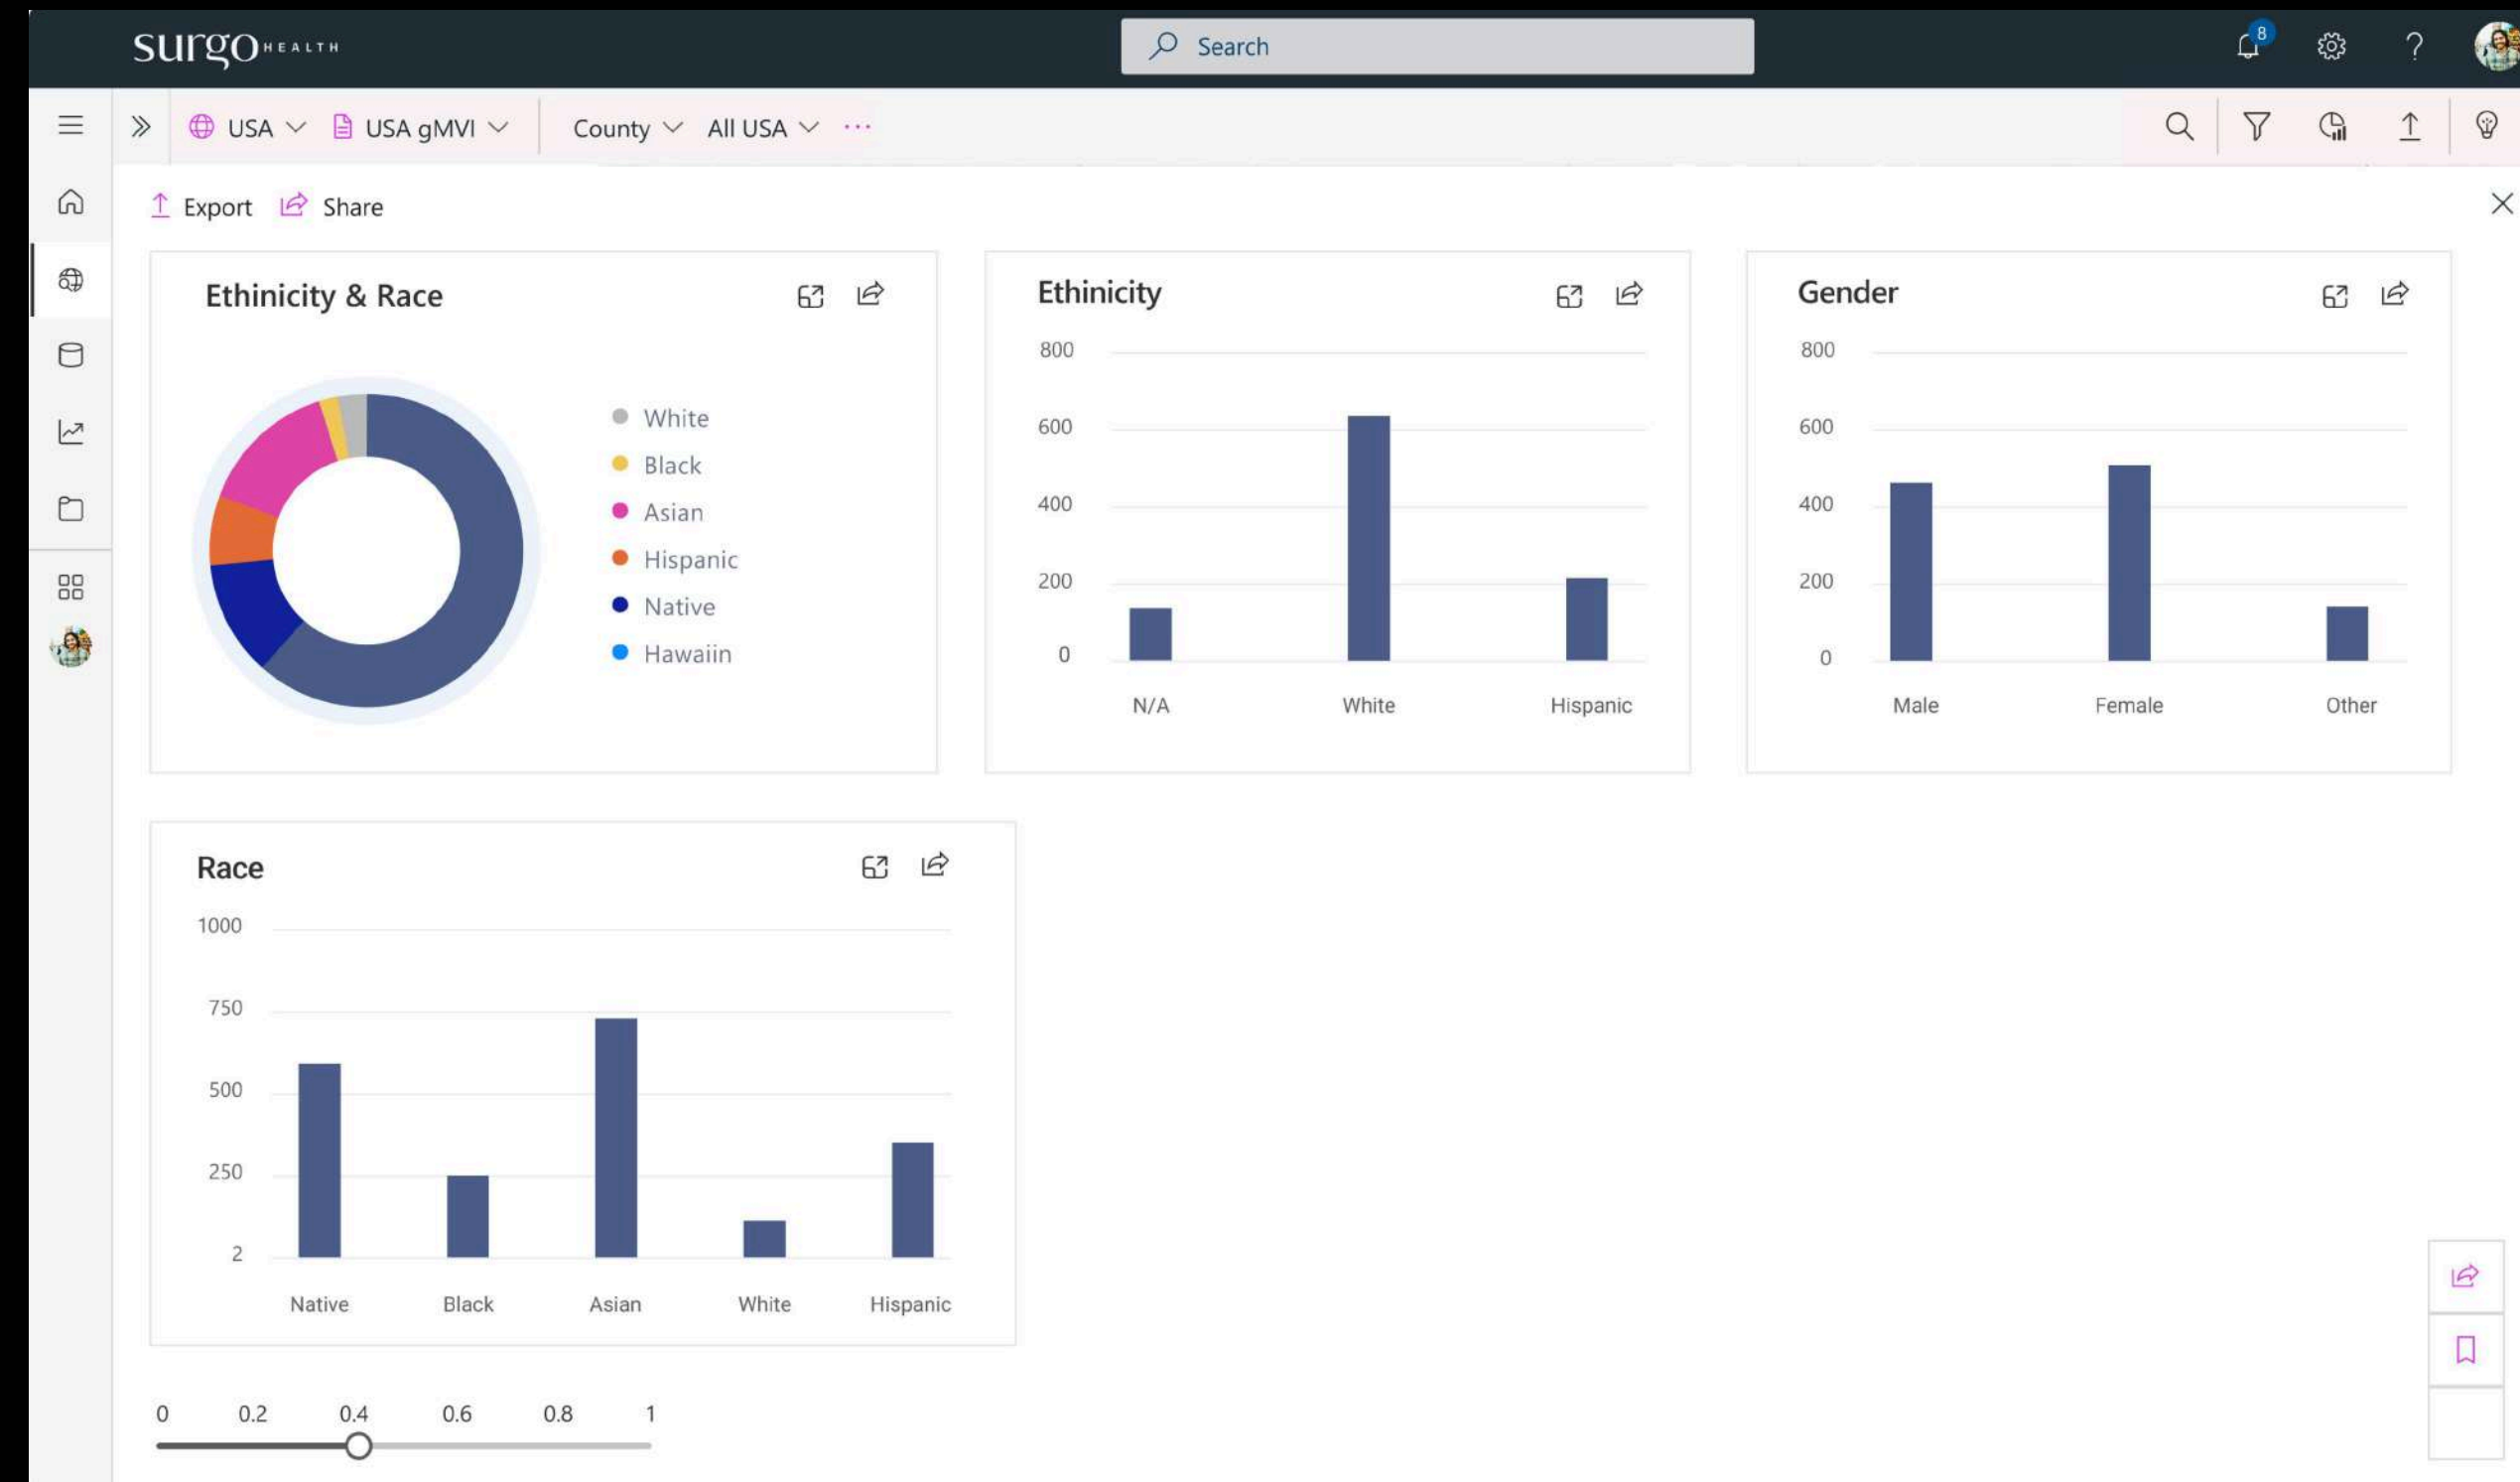 surgo HEALTH
Search
8
?
USA USA gMVI County All USA ...
Export Share
Ethinicity & Race
White
Black
Asian
Hispanic
Native
Hawaiin
Ethinicity
800
600
400
200
0
N/A White Hispanic
Gender
800
600
400
200
0
Male Female Other
Race
1000
750
500
250
2
Native Black Asian White Hispanic
0 0.2 0.4 0.6 0.8 1